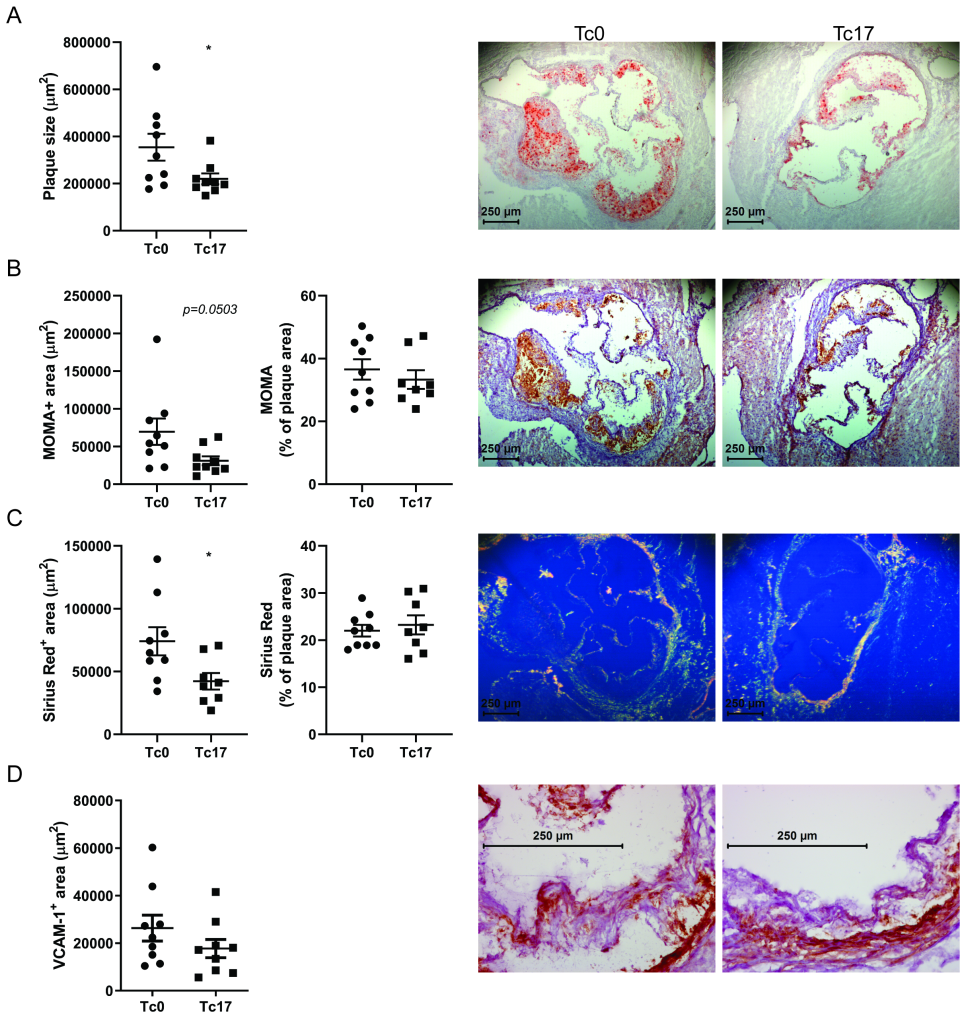 A
Tc0
Tc17
Plaque size (µm²)
800000
600000
400000
200000
0
*
Tc0
Tc17
250 µm
250 µm
B
MOMA+ area (µm²)
250000
200000
150000
100000
50000
0
p=0.0503
Tc0
Tc17
MOMA
(% of plaque area)
60
40
20
0
Tc0
Tc17
250 µm
250 µm
C
Sirius Red⁺ area (µm²)
150000
100000
50000
0
*
Tc0
Tc17
Sirius Red
(% of plaque area)
40
30
20
10
0
Tc0
Tc17
250 µm
250 µm
D
VCAM-1⁺ area (µm²)
80000
60000
40000
20000
0
Tc0
Tc17
250 µm
250 µm